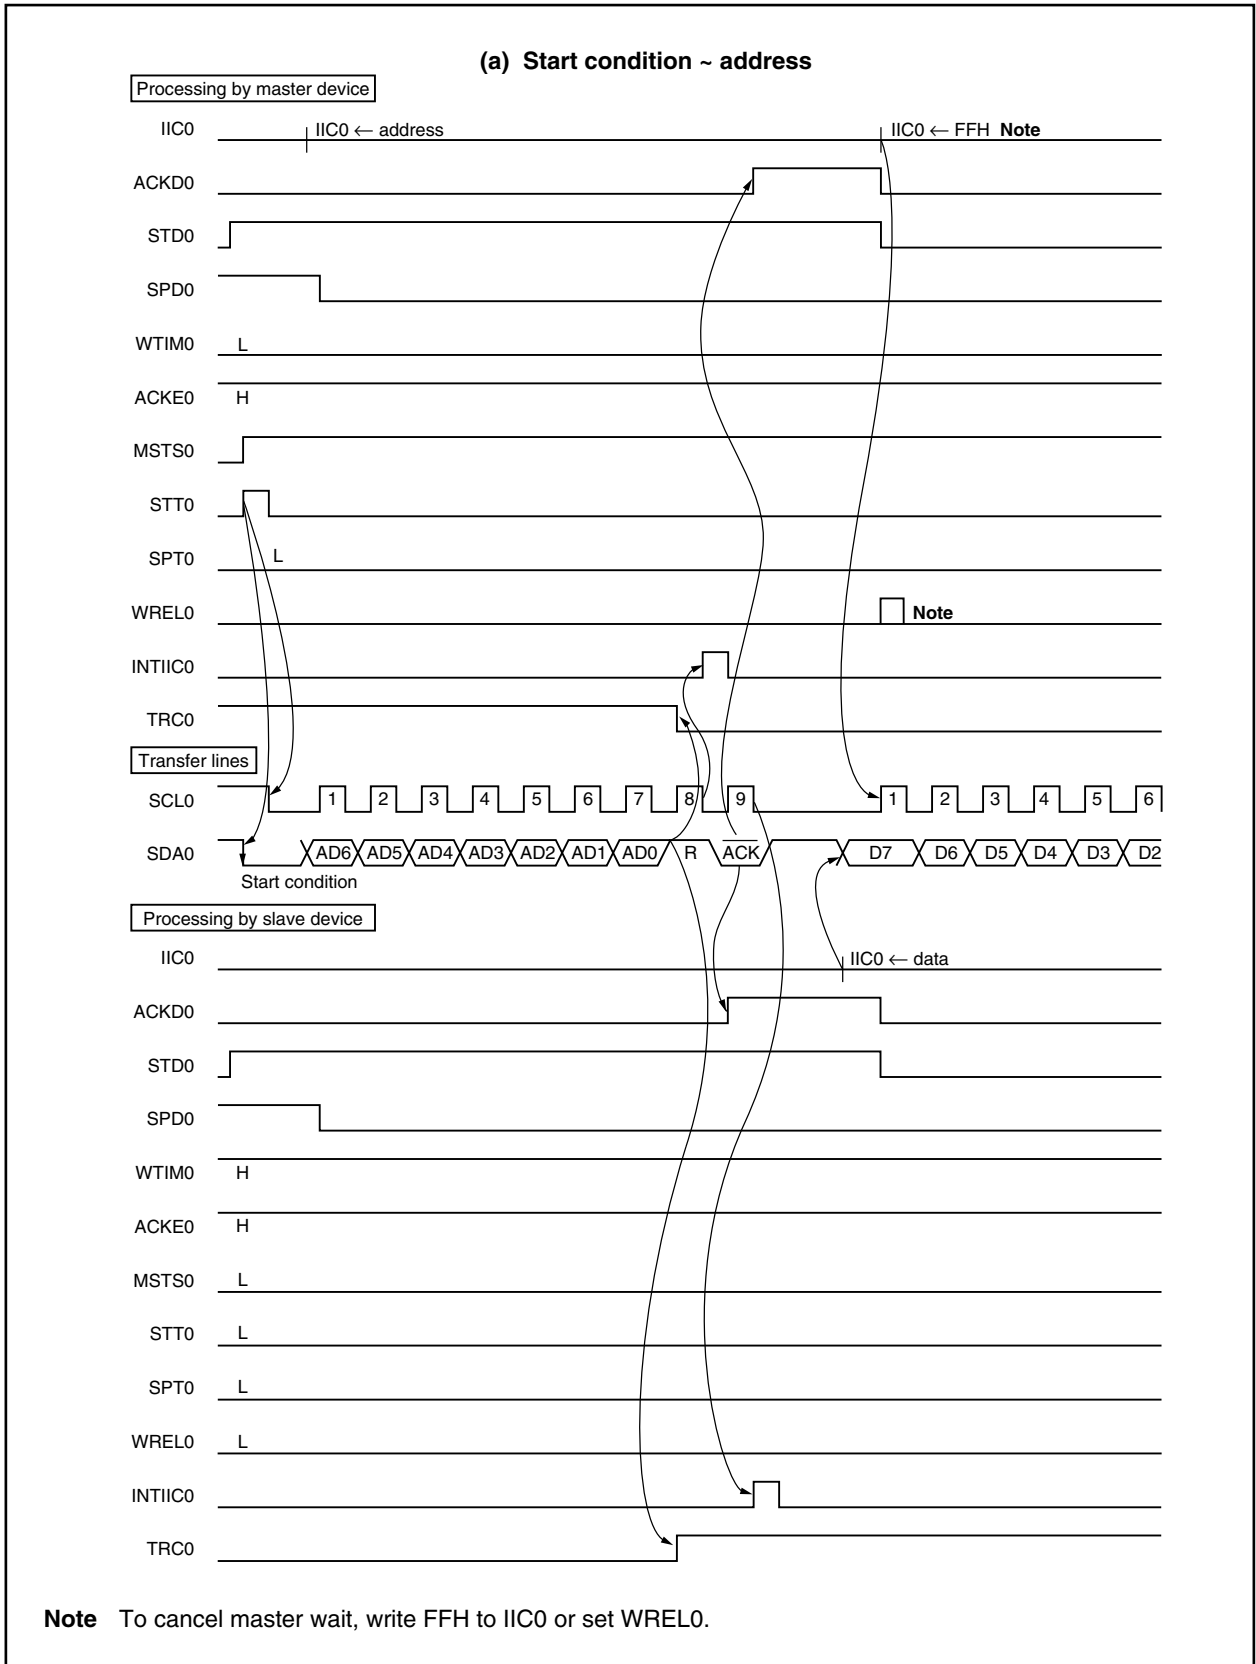 (a) Start condition ~ address
Processing by master device
IIC0 IIC0 ← address IIC0 ← FFH Note
ACKD0
STD0
SPD0
WTIM0 L
ACKE0 H
MSTS0
STT0
SPT0 L
WREL0 Note
INTIIC0
TRC0
Transfer lines
SCL0 1 2 3 4 5 6 7 8 9 1 2 3 4 5 6
SDA0 AD6 AD5 AD4 AD3 AD2 AD1 AD0 R ACK D7 D6 D5 D4 D3 D2
Start condition
Processing by slave device
IIC0 IIC0 ← data
ACKD0
STD0
SPD0
WTIM0 H
ACKE0 H
MSTS0 L
STT0 L
SPT0 L
WREL0 L
INTIIC0
TRC0
Note To cancel master wait, write FFH to IIC0 or set WREL0.